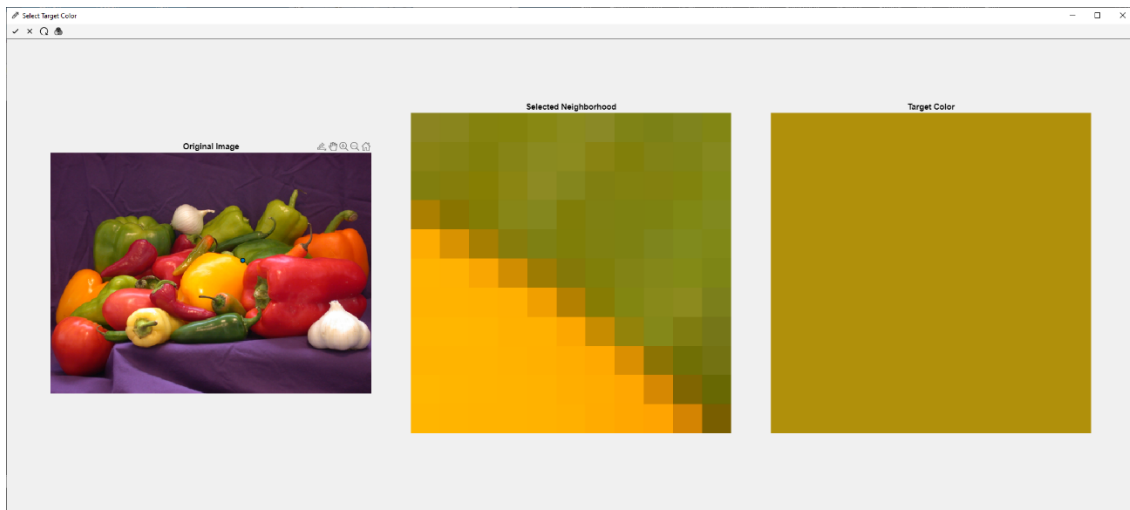 Select Target Color
Original Image
Selected Neighborhood
Target Color